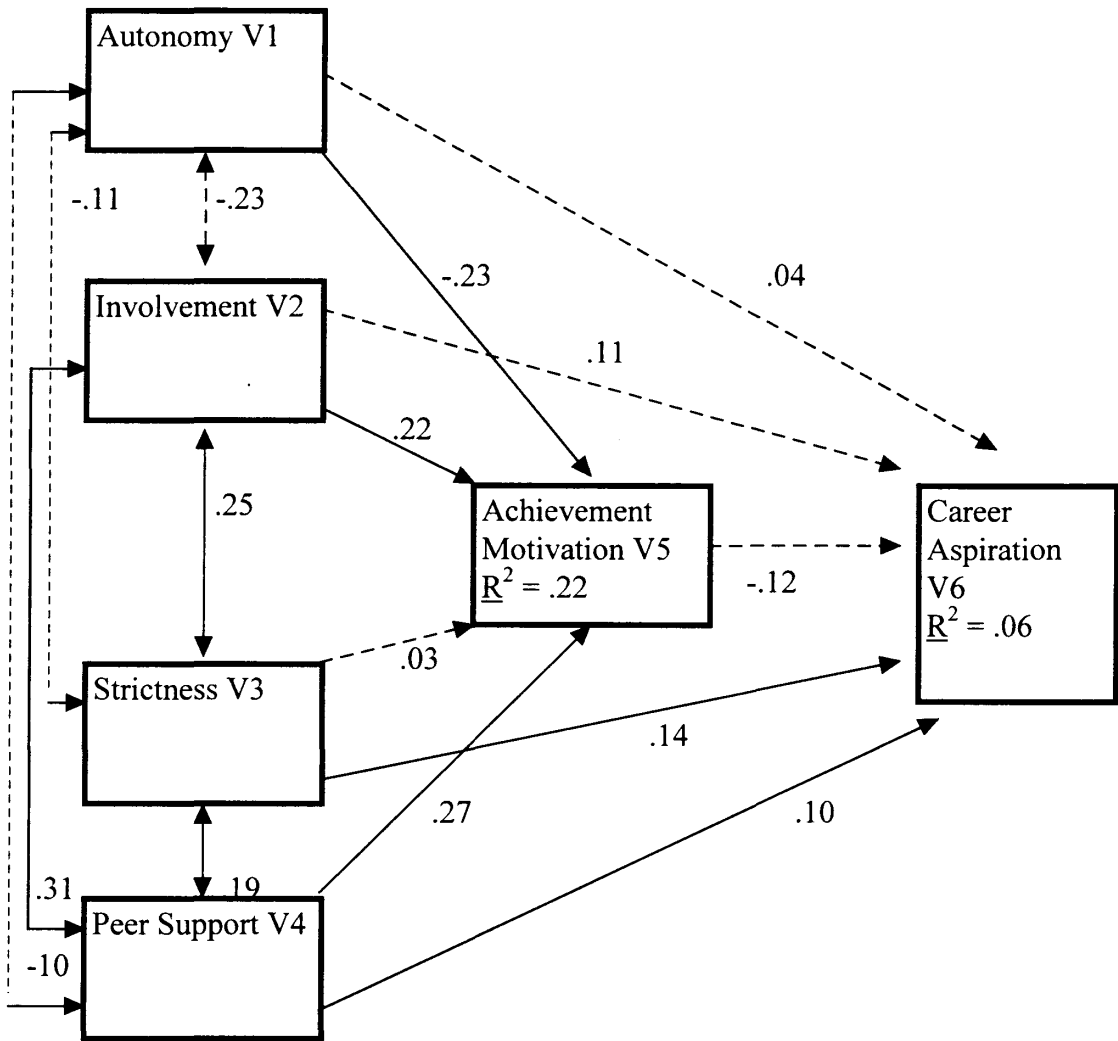 Autonomy V1
-.11
-.23
Involvement V2
-.23
.04
.11
.22
.25
Achievement
Motivation V5
R² = .22
-.12
Career
Aspiration
V6
R² = .06
.03
Strictness V3
.14
.27
.10
.31
.19
Peer Support V4
-10